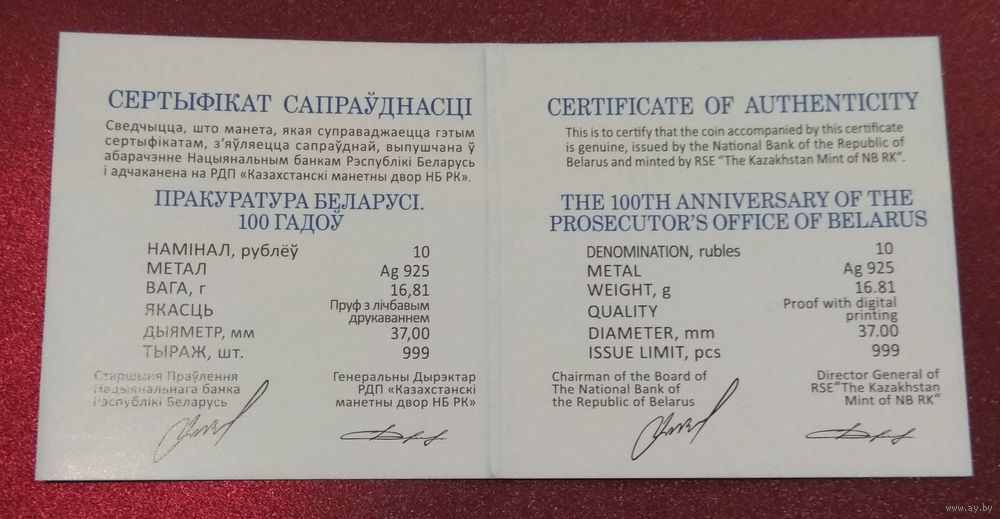 СЕРТЫФІКАТ САПРАЎДНАСЦІ
Сведчыцца, што манета, якая суправаджаецца гэтым
сертыфікатам, з'яўляецца сапраўднай, выпушчана ў
абарачэнне Нацыянальным банкам Рэспублікі Беларусь
і адчаканена на РДП «Казахстанскі манетны двор НБ РК».
ПРАКУРАТУРА БЕЛАРУСІ.
100 ГАДОЎ
НАМІНАЛ, рублёў 10
МЕТАЛ Ag 925
ВАГА, г 16,81
ЯКАСЦЬ Пруф з лічбавым
друкаваннем
ДЫЯМЕТР, мм 37,00
ТЫРАЖ, шт. 999
Старшыня Праўлення
Нацыянальнага банка
Рэспублікі Беларусь
Генеральны Дырэктар
РДП «Казахстанскі
манетны двор НБ РК»
CERTIFICATE OF AUTHENTICITY
This is to certify that the coin accompanied by this certificate
is genuine, issued by the National Bank of the Republic of
Belarus and minted by RSE "The Kazakhstan Mint of NB RK".
THE 100TH ANNIVERSARY OF THE
PROSECUTOR'S OFFICE OF BELARUS
DENOMINATION, rubles 10
METAL Ag 925
WEIGHT, g 16.81
QUALITY Proof with digital
printing
DIAMETER, mm 37.00
ISSUE LIMIT, pcs 999
Chairman of the Board of
The National Bank of
the Republic of Belarus
Director General of
RSE"The Kazakhstan
Mint of NB RK"
www.ay.by